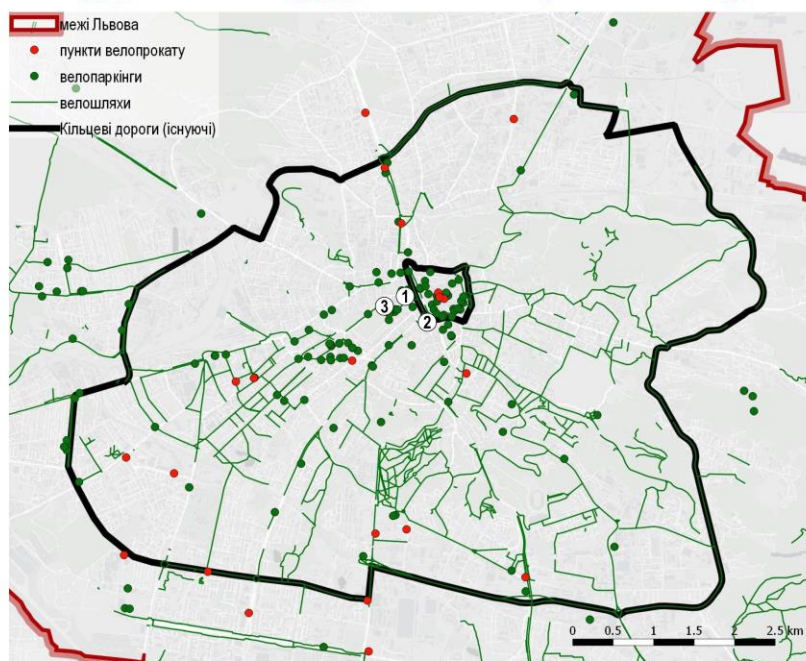 межі Львова
пункти велопрокату
велопаркінги
велошляхи
Кільцеві дороги (існуючі)
1
3
2
0 0.5 1 1.5 2 2.5 km